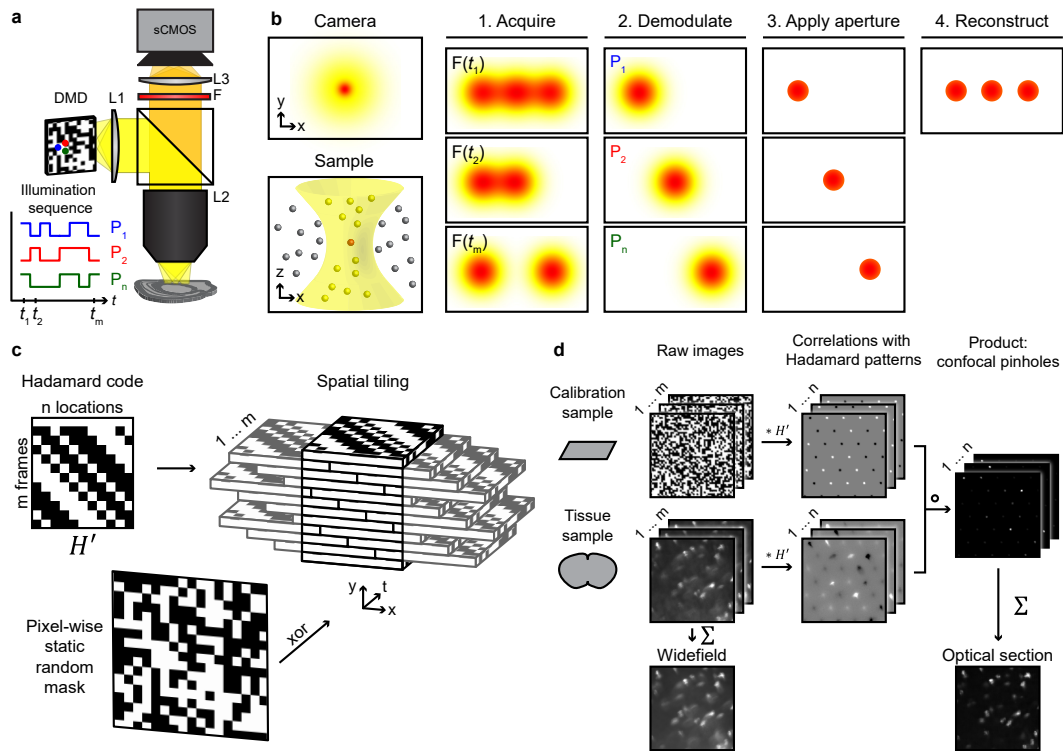 a
sCMOS
L3
F
DMD
L1
L2
Illumination
sequence
P1
P2
Pn
t1 t2 tm t
b
Camera
y
x
Sample
z
x
1. Acquire
2. Demodulate
3. Apply aperture
4. Reconstruct
F(t1)
P1
F(t2)
P2
F(tm)
Pn
c
Hadamard code
n locations
m frames
H'
Spatial tiling
1 ... m
y
t
x
Pixel-wise
static
random
mask
xor
d
Raw images
Correlations with
Hadamard patterns
Product:
confocal pinholes
Calibration
sample
1 ... m
* H'
1 ... n
1 ... n
Tissue
sample
1 ... m
* H'
1 ... n
Σ
Σ
Widefield
Optical section